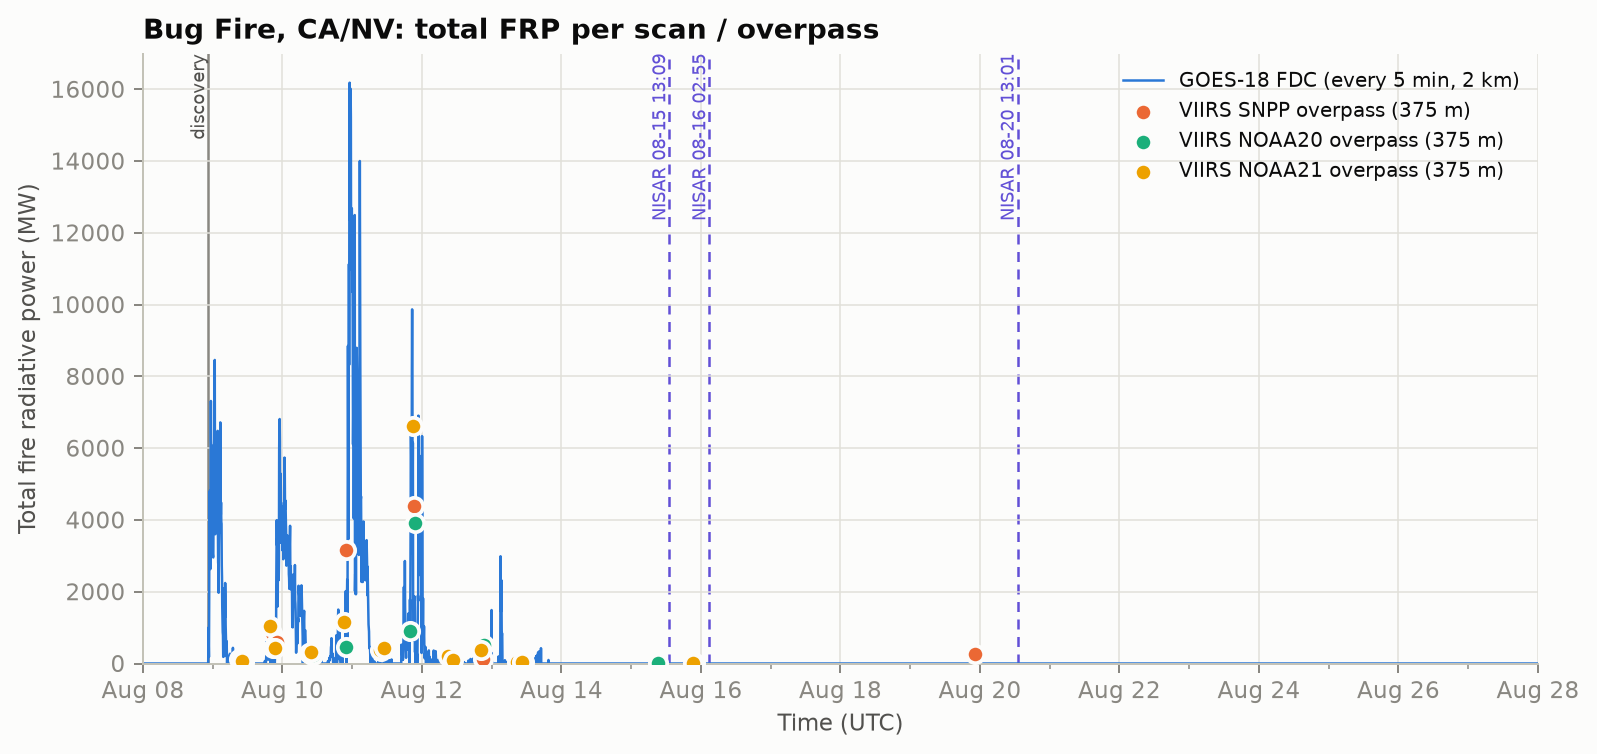 Bug Fire, CA/NV: total FRP per scan / overpass
discovery
NISAR 08-15 13:09
NISAR 08-16 02:55
NISAR 08-20 13:01
GOES-18 FDC (every 5 min, 2 km)
VIIRS SNPP overpass (375 m)
VIIRS NOAA20 overpass (375 m)
VIIRS NOAA21 overpass (375 m)
Total fire radiative power (MW)
16000
14000
12000
10000
8000
6000
4000
2000
0
Aug 08 Aug 10 Aug 12 Aug 14 Aug 16 Aug 18 Aug 20 Aug 22 Aug 24 Aug 26 Aug 28
Time (UTC)